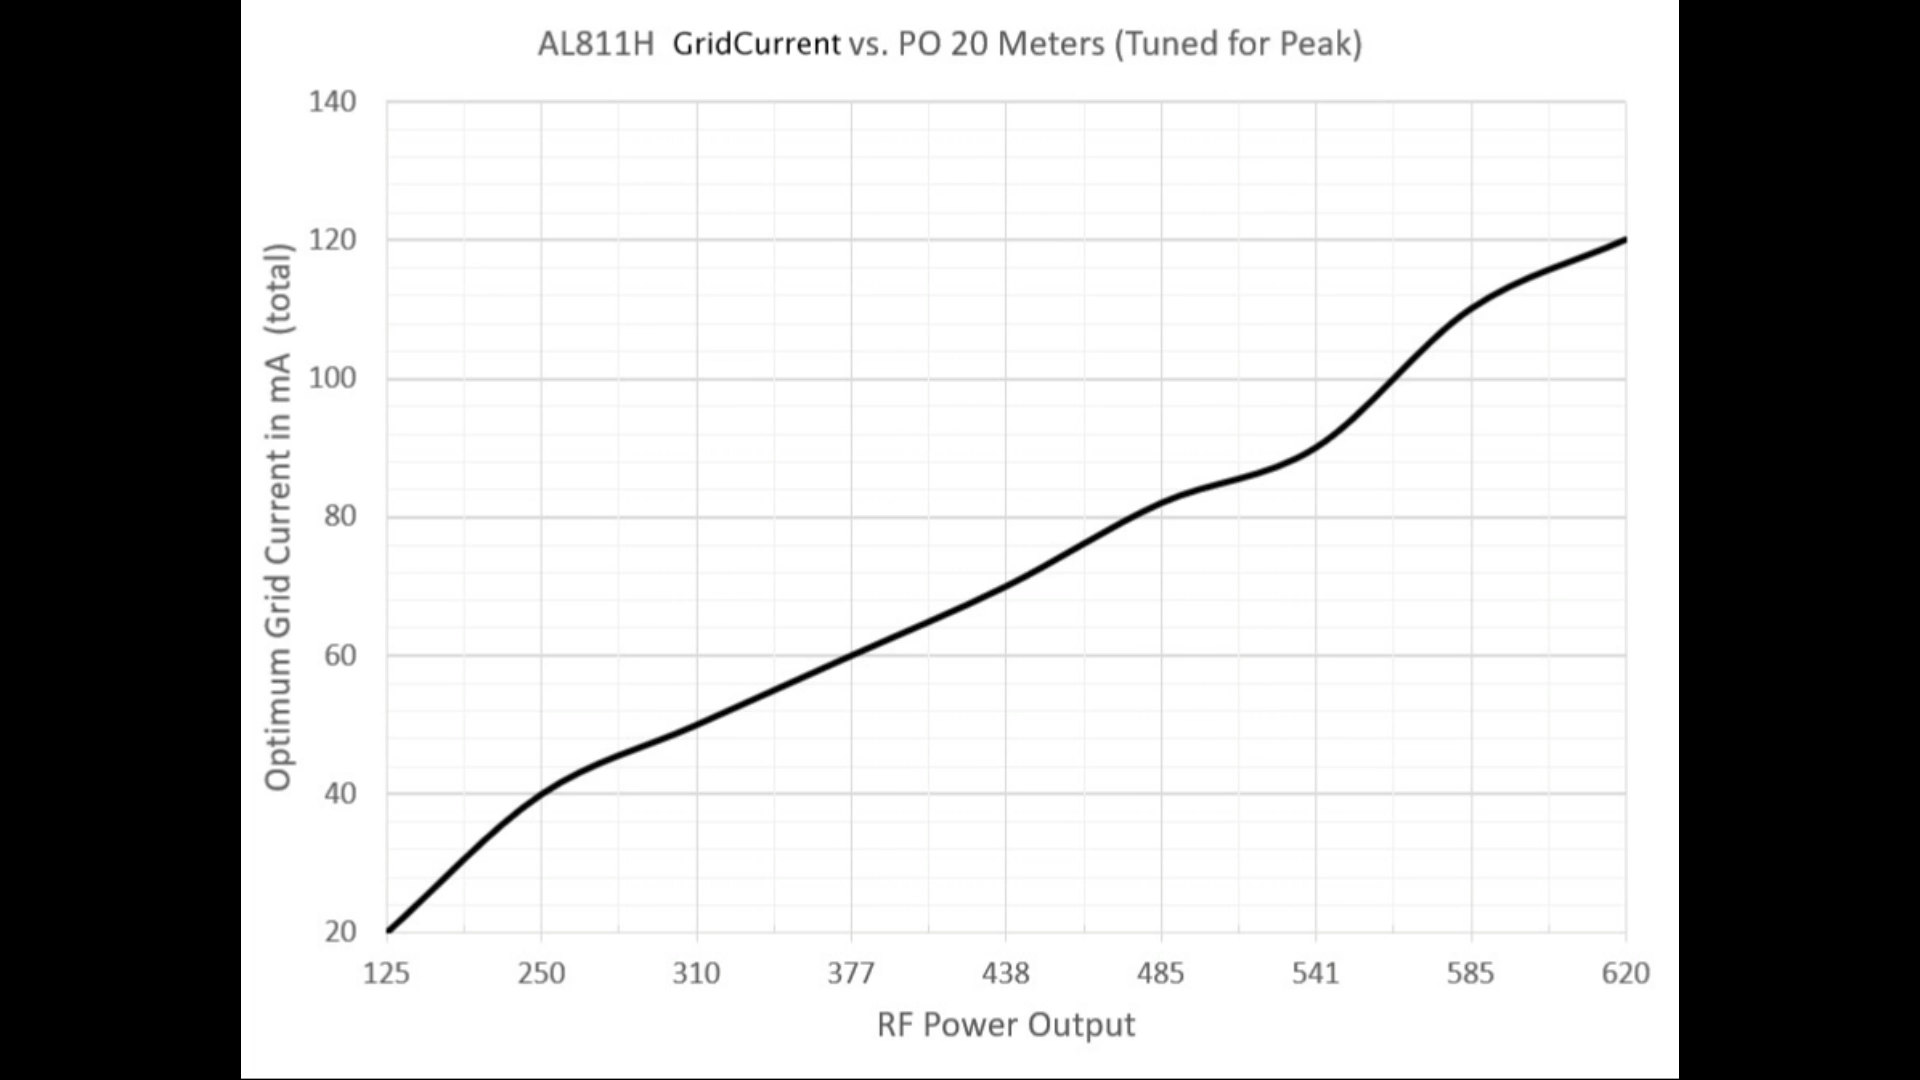 AL811H  GridCurrent vs. PO 20 Meters (Tuned for Peak)
Optimum Grid Current in mA  (total)
140
120
100
80
60
40
20
125 250 310 377 438 485 541 585 620
RF Power Output